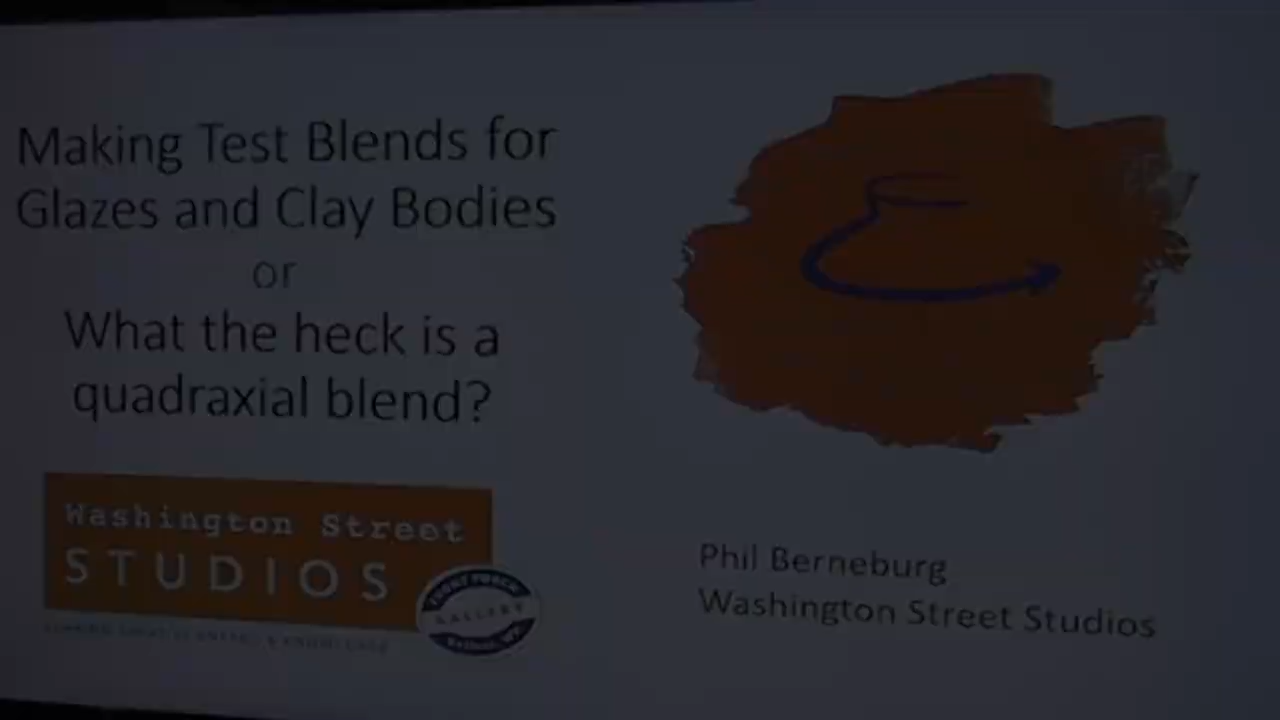 Making Test Blends for
Glazes and Clay Bodies
or
What the heck is a
quadraxial blend?
Washington Street
STUDIOS
GALLERY
Phil Berneburg
Washington Street Studios